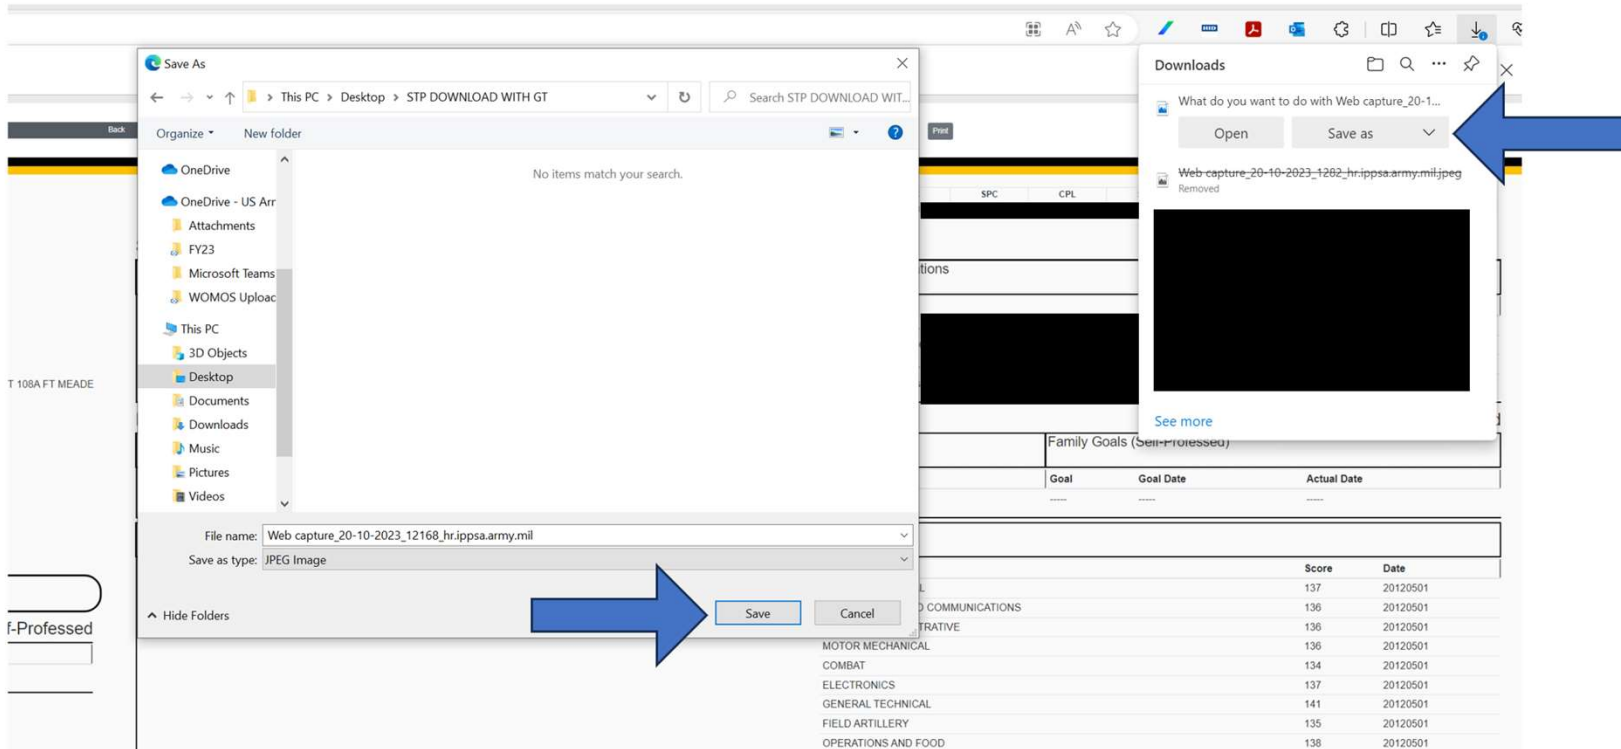 Save As
This PC > Desktop > STP DOWNLOAD WITH GT
Search STP DOWNLOAD WIT...
Organize
New folder
OneDrive
OneDrive - US Arr
Attachments
FY23
Microsoft Teams
WOMOS Uploac
This PC
3D Objects
Desktop
Documents
Downloads
Music
Pictures
Videos
No items match your search.
File name: Web capture_20-10-2023_12168_hr.ippsa.army.mil
Save as type: JPEG Image
Hide Folders
Save
Cancel
Downloads
What do you want to do with Web capture_20-1...
Open
Save as
Web capture_20-10-2023_1282_hr.ippsa.army.mil.jpeg
Removed
See more
Back
Print
SPC CPL
tions
T 108A FT MEADE
Family Goals (Self-Professed)
Goal Goal Date Actual Date
----- ----- -----
f-Professed
Score Date
L 137 20120501
D COMMUNICATIONS 136 20120501
TRATIVE 136 20120501
MOTOR MECHANICAL 136 20120501
COMBAT 134 20120501
ELECTRONICS 137 20120501
GENERAL TECHNICAL 141 20120501
FIELD ARTILLERY 135 20120501
OPERATIONS AND FOOD 138 20120501